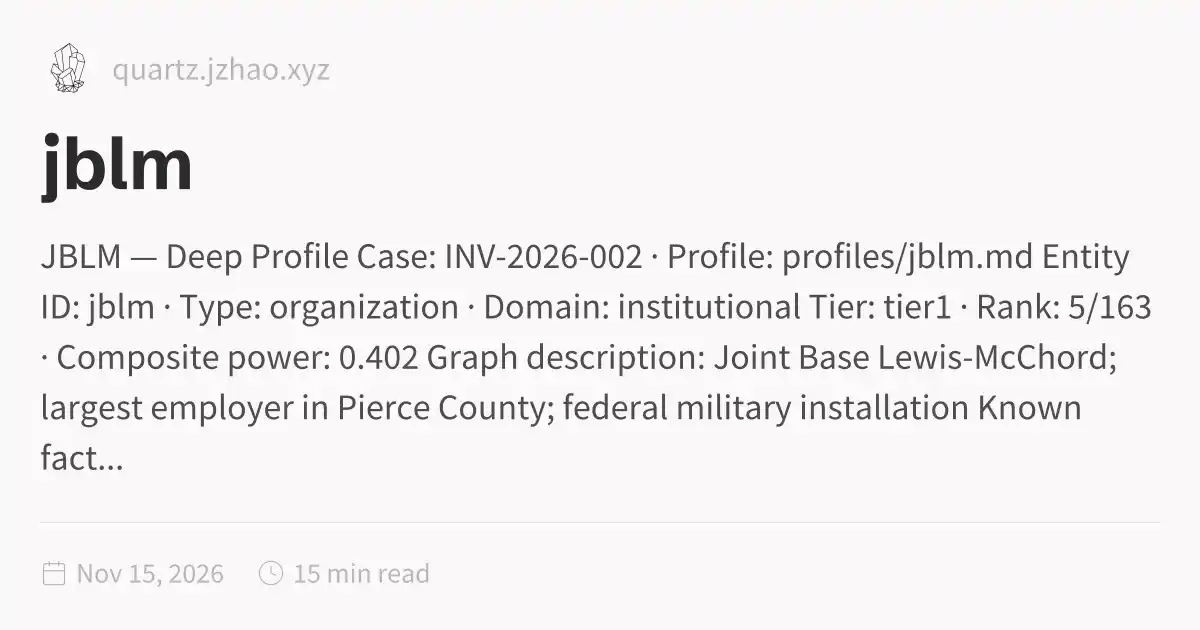 quartz.jzhao.xyz
jblm
JBLM — Deep Profile Case: INV-2026-002 · Profile: profiles/jblm.md Entity
ID: jblm · Type: organization · Domain: institutional Tier: tier1 · Rank: 5/163
· Composite power: 0.402 Graph description: Joint Base Lewis-McChord;
largest employer in Pierce County; federal military installation Known
fact...
Nov 15, 2026 15 min read